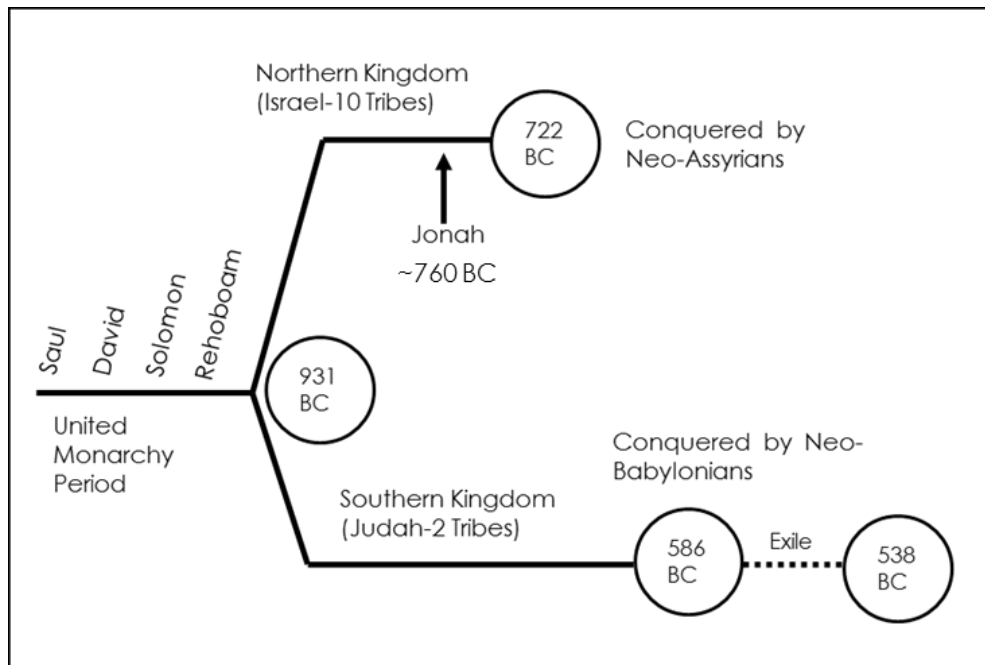 Northern Kingdom
(Israel-10 Tribes)
722
BC
Conquered by
Neo-Assyrians
Jonah
~760 BC
Saul
David
Solomon
Rehoboam
931
BC
United
Monarchy
Period
Conquered by Neo-
Babylonians
Southern Kingdom
(Judah-2 Tribes)
586
BC
Exile
538
BC